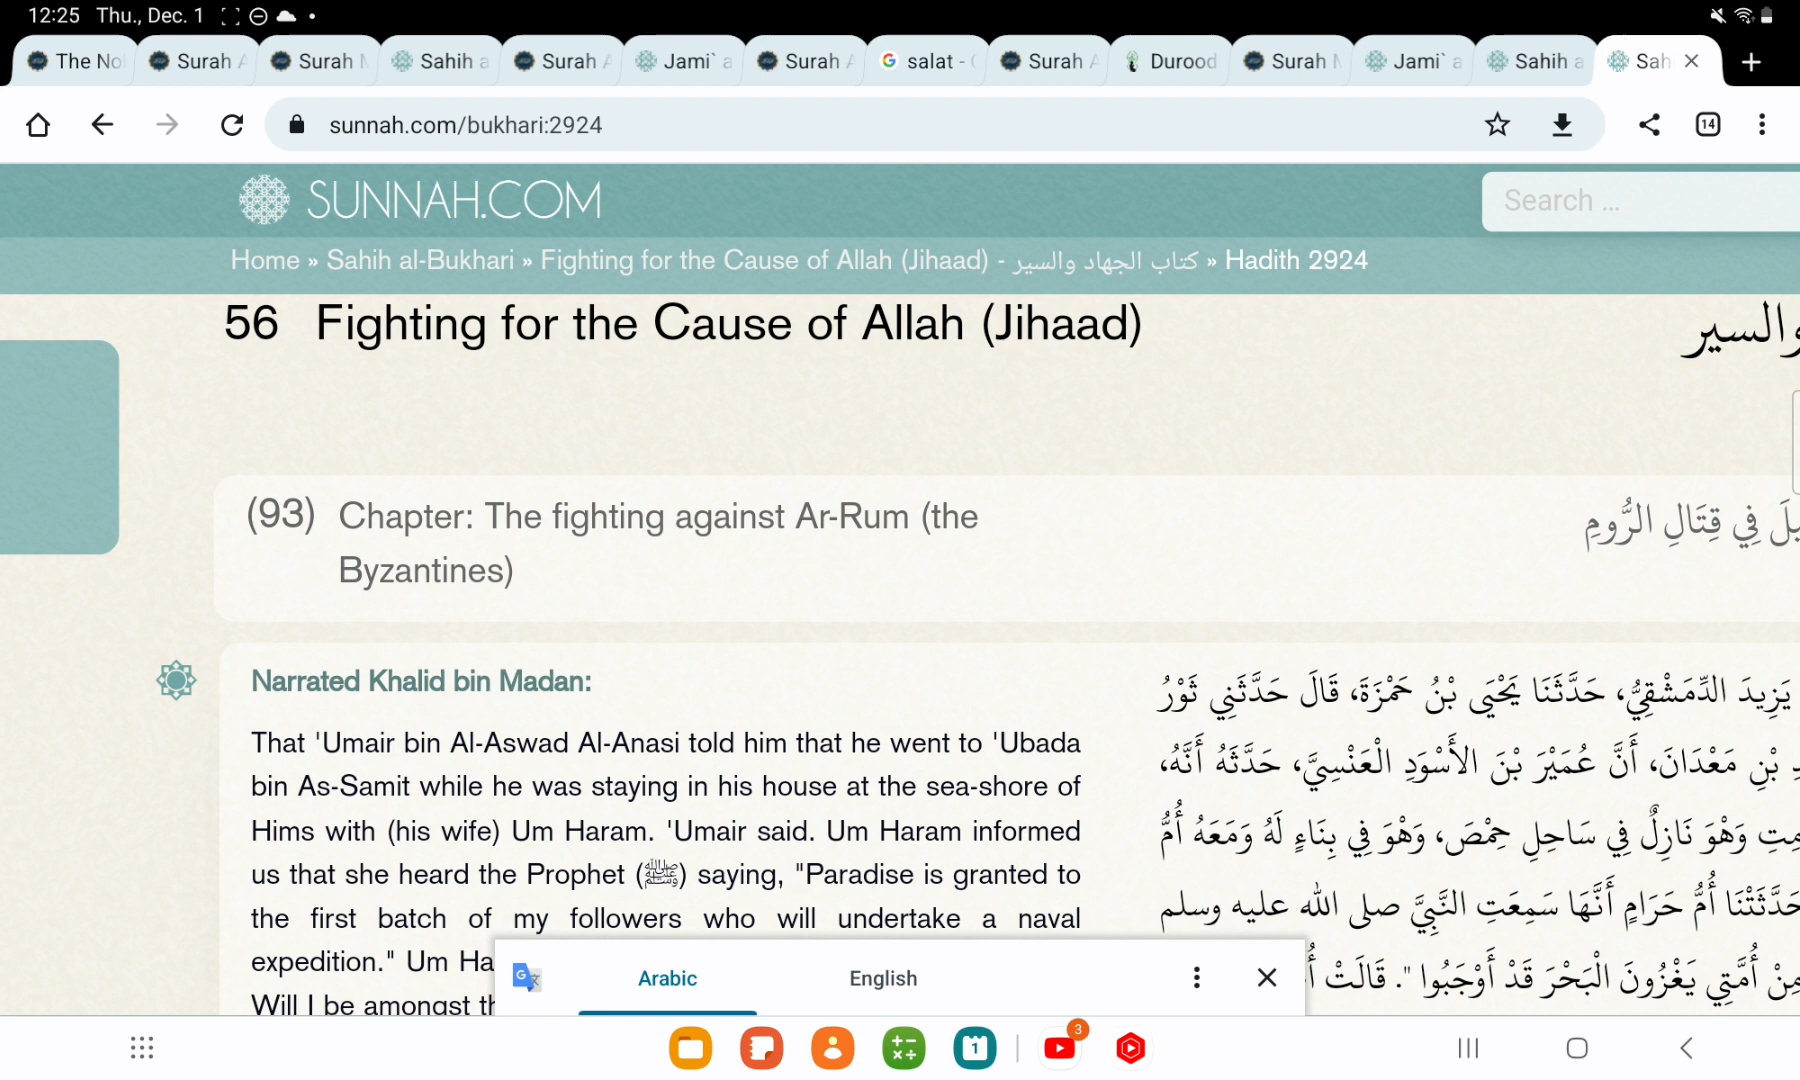 12:25 Thu., Dec. 1
The No
Surah A
Surah M
Sahih a
Surah A
Jami` a
Surah A
salat - G
Surah A
Durood
Surah M
Jami` a
Sahih a
Sah
sunnah.com/bukhari:2924
14
SUNNAH.COM
Search ...
Home » Sahih al-Bukhari » Fighting for the Cause of Allah (Jihaad) - كتاب الجهاد والسير » Hadith 2924
56 Fighting for the Cause of Allah (Jihaad)
والسير
(93) Chapter: The fighting against Ar-Rum (the
Byzantines)
فِي قِتَالِ الرُّومِ
Narrated Khalid bin Madan:
That 'Umair bin Al-Aswad Al-Anasi told him that he went to 'Ubada
bin As-Samit while he was staying in his house at the sea-shore of
Hims with (his wife) Um Haram. 'Umair said. Um Haram informed
us that she heard the Prophet (ﷺ) saying, "Paradise is granted to
the first batch of my followers who will undertake a naval
expedition." Um Ha
Will I be amongst th
يَزِيدَ الدِّمَشْقِيُّ، حَدَّثَنَا يَحْيَى بْنُ حَمْزَةَ، قَالَ حَدَّثَنِي ثَوْرُ
بْنِ مَعْدَانَ، أَنَّ عُمَيْرَ بْنَ الأَسْوَدِ الْعَنْسِيَّ، حَدَّثَهُ أَنَّهُ،
وَهْوَ نَازِلٌ فِي سَاحِلِ حِمْصَ، وَهْوَ فِي بِنَاءٍ لَهُ وَمَعَهُ أُمُّ
حَدَّثَتْنَا أُمُّ حَرَامٍ أَنَّهَا سَمِعَتِ النَّبِيَّ صلى الله عليه وسلم
مِنْ أُمَّتِي يَغْزُونَ الْبَحْرَ قَدْ أَوْجَبُوا ". قَالَتْ أُ
Arabic
English
1
3